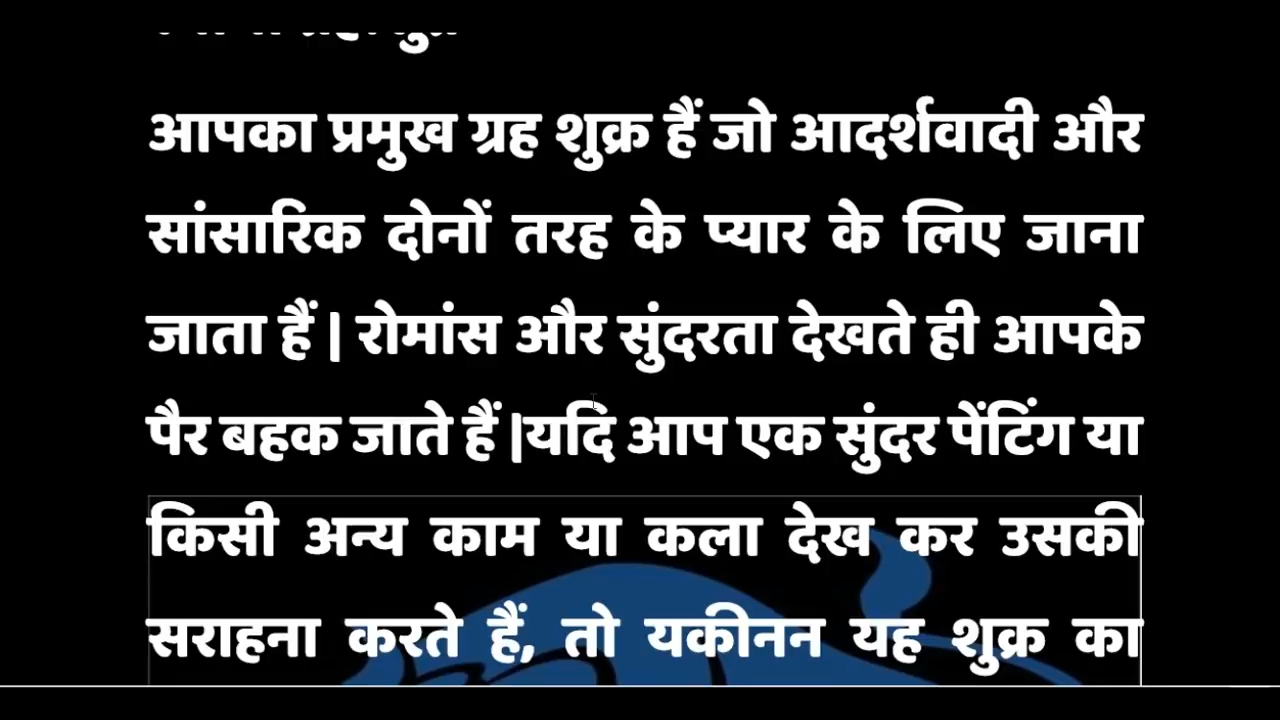 आपका प्रमुख ग्रह शुक्र हैं जो आदर्शवादी और
सांसारिक दोनों तरह के प्यार के लिए जाना
जाता हैं | रोमांस और सुंदरता देखते ही आपके
पैर बहक जाते हैं |यदि आप एक सुंदर पेंटिंग या
किसी अन्य काम या कला देख कर उसकी
सराहना करते हैं, तो यकीनन यह शुक्र का